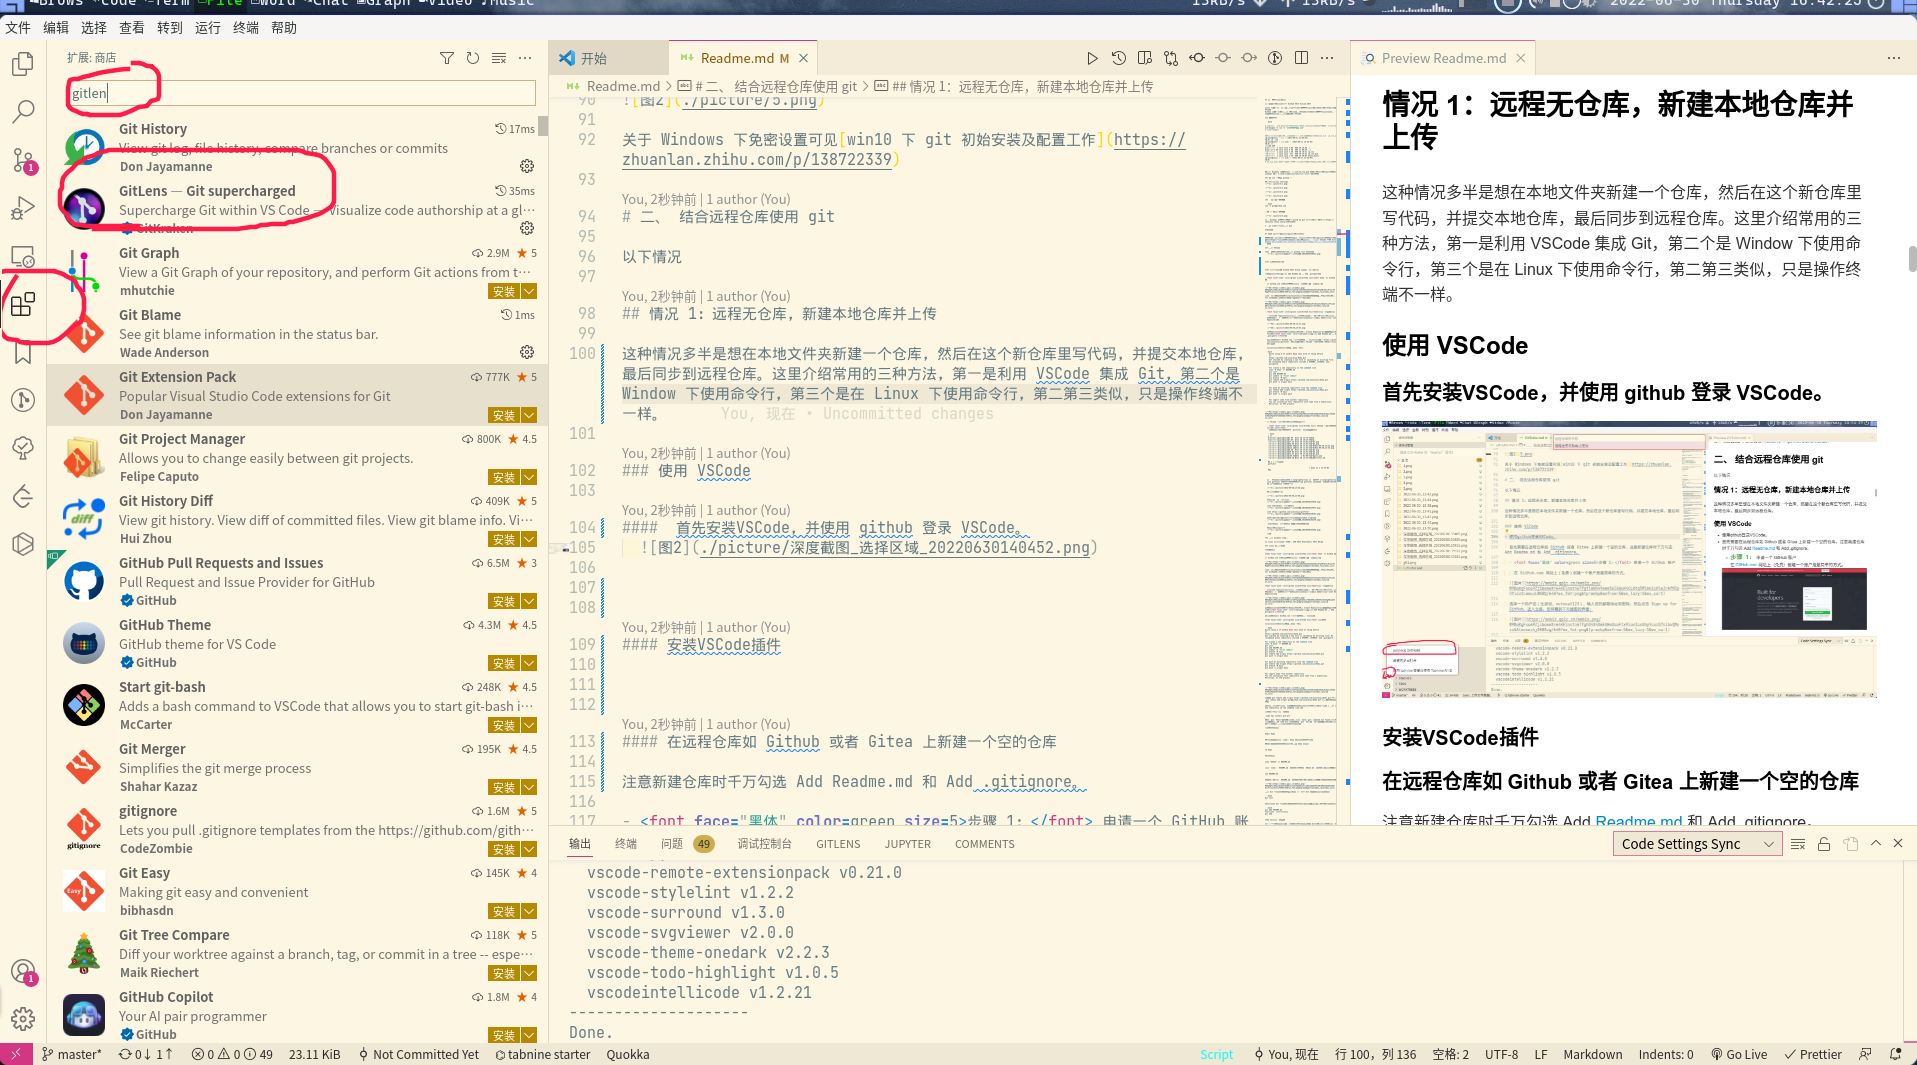 文件 编辑 选择 查看 转到 运行 终端 帮助
扩展: 商店
gitlen
Git History 17ms
View git log, file history, compare branches or commits
Don Jayamanne
GitLens — Git supercharged 35ms
Supercharge Git within VS Code — Visualize code authorship at a gl…
GitKraken
Git Graph 2.9M ★ 5
View a Git Graph of your repository, and perform Git actions from t…
mhutchie 安装
Git Blame 1ms
See git blame information in the status bar.
Wade Anderson
Git Extension Pack 777K ★ 5
Popular Visual Studio Code extensions for Git
Don Jayamanne 安装
Git Project Manager 800K ★ 4.5
Allows you to change easily between git projects.
Felipe Caputo 安装
Git History Diff 409K ★ 5
View git history. View diff of committed files. View git blame info. Vi…
Hui Zhou 安装
GitHub Pull Requests and Issues 6.5M ★ 3
Pull Request and Issue Provider for GitHub
GitHub 安装
GitHub Theme 4.3M ★ 4.5
GitHub theme for VS Code
GitHub 安装
Start git-bash 248K ★ 4.5
Adds a bash command to VSCode that allows you to start git-bash i…
McCarter 安装
Git Merger 195K ★ 4.5
Simplifies the git merge process
Shahar Kazaz 安装
gitignore 1.6M ★ 5
Lets you pull .gitignore templates from the https://github.com/gith…
CodeZombie 安装
Git Easy 145K ★ 4
Making git easy and convenient
bibhasdn 安装
Git Tree Compare 118K ★ 5
Diff your worktree against a branch, tag, or commit in a tree -- espe…
Maik Riechert 安装
GitHub Copilot 1.8M ★ 4
Your AI pair programmer
GitHub 安装
开始 Readme.md M
Readme.md > # 二、 结合远程仓库使用 git > ## 情况 1：远程无仓库，新建本地仓库并上传
90 ![图2](./picture/5.png)
91
92 关于 Windows 下免密设置可见[win10 下 git 初始安装及配置工作](https://
zhuanlan.zhihu.com/p/138722339)
93
You, 2秒钟前 | 1 author (You)
94 # 二、 结合远程仓库使用 git
95
96 以下情况
97
You, 2秒钟前 | 1 author (You)
98 ## 情况 1：远程无仓库，新建本地仓库并上传
99
100 这种情况多半是想在本地文件夹新建一个仓库，然后在这个新仓库里写代码，并提交本地仓库，
最后同步到远程仓库。这里介绍常用的三种方法，第一是利用 VSCode 集成 Git，第二个是
Window 下使用命令行，第三个是在 Linux 下使用命令行，第二第三类似，只是操作终端不
一样。 You, 现在 • Uncommitted changes
101
You, 2秒钟前 | 1 author (You)
102 ### 使用 VSCode
103
You, 2秒钟前 | 1 author (You)
104 #### 首先安装VSCode，并使用 github 登录 VSCode。
105 ![图2](./picture/深度截图_选择区域_20220630140452.png)
106
107
108
You, 2秒钟前 | 1 author (You)
109 #### 安装VSCode插件
110
111
112
You, 2秒钟前 | 1 author (You)
113 #### 在远程仓库如 Github 或者 Gitea 上新建一个空的仓库
114
115 注意新建仓库时千万勾选 Add Readme.md 和 Add .gitignore。
116
117 - <font face="黑体" color=green size=5>步骤 1：</font> 申请一个 GitHub 账
Preview Readme.md
情况 1：远程无仓库，新建本地仓库并
上传
这种情况多半是想在本地文件夹新建一个仓库，然后在这个新仓库里
写代码，并提交本地仓库，最后同步到远程仓库。这里介绍常用的三
种方法，第一是利用 VSCode 集成 Git，第二个是 Window 下使用命
令行，第三个是在 Linux 下使用命令行，第二第三类似，只是操作终
端不一样。
使用 VSCode
首先安装VSCode，并使用 github 登录 VSCode。
二、 结合远程仓库使用 git
情况 1：远程无仓库，新建本地仓库并上传
使用 VSCode
安装VSCode插件
在远程仓库如 Github 或者 Gitea 上新建一个空的仓库
注意新建仓库时千万勾选 Add Readme.md 和 Add .gitignore。
输出 终端 问题 49 调试控制台 GITLENS JUPYTER COMMENTS
Code Settings Sync
vscode-remote-extensionpack v0.21.0
vscode-stylelint v1.2.2
vscode-surround v1.3.0
vscode-svgviewer v2.0.0
vscode-theme-onedark v2.2.3
vscode-todo-highlight v1.0.5
vscodeintellicode v1.2.21
--------------------
Done.
master* 0↓ 1↑ 0 0 49 23.11 KiB Not Committed Yet tabnine starter Quokka
Script You, 现在 行 100，列 136 空格: 2 UTF-8 LF Markdown Indents: 0 Go Live Prettier